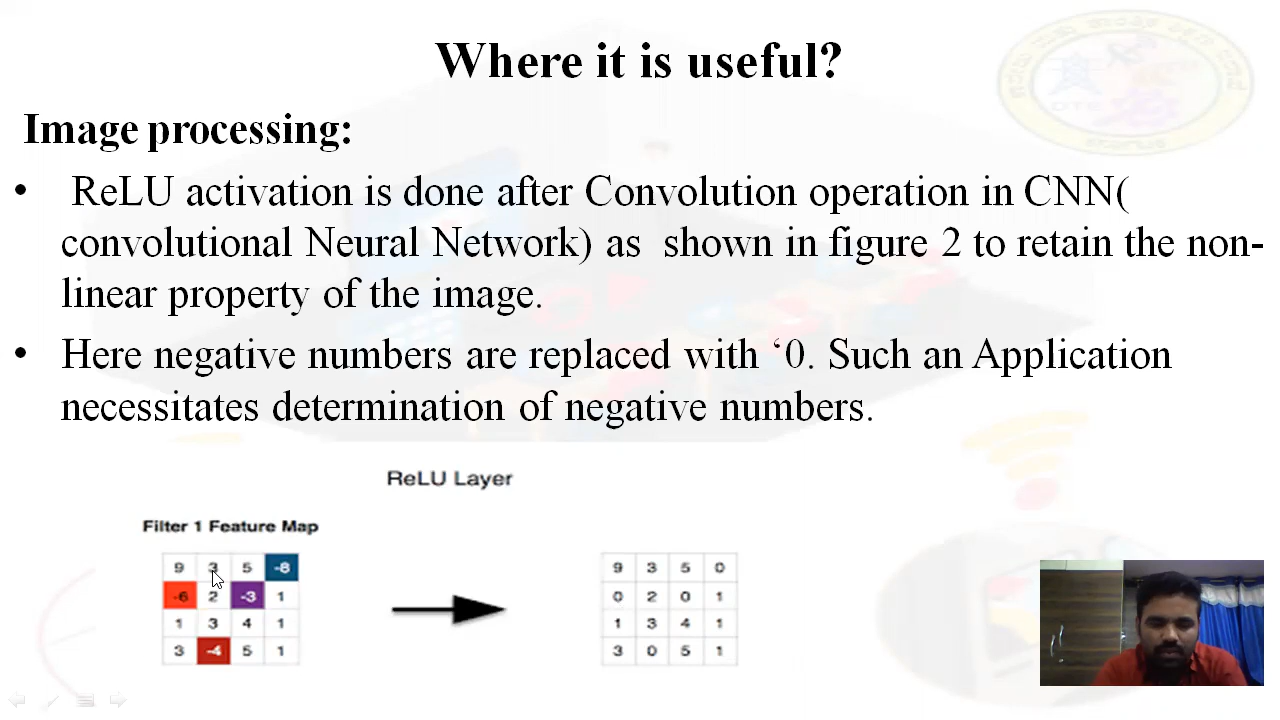 Where it is useful?
Image processing:
• ReLU activation is done after Convolution operation in CNN(
convolutional Neural Network) as shown in figure 2 to retain the non-
linear property of the image.
• Here negative numbers are replaced with ‘0. Such an Application
necessitates determination of negative numbers.
ReLU Layer
Filter 1 Feature Map
9 3 5 -8
-6 2 -3 1
1 3 4 1
3 -4 5 1
9 3 5 0
0 2 0 1
1 3 4 1
3 0 5 1